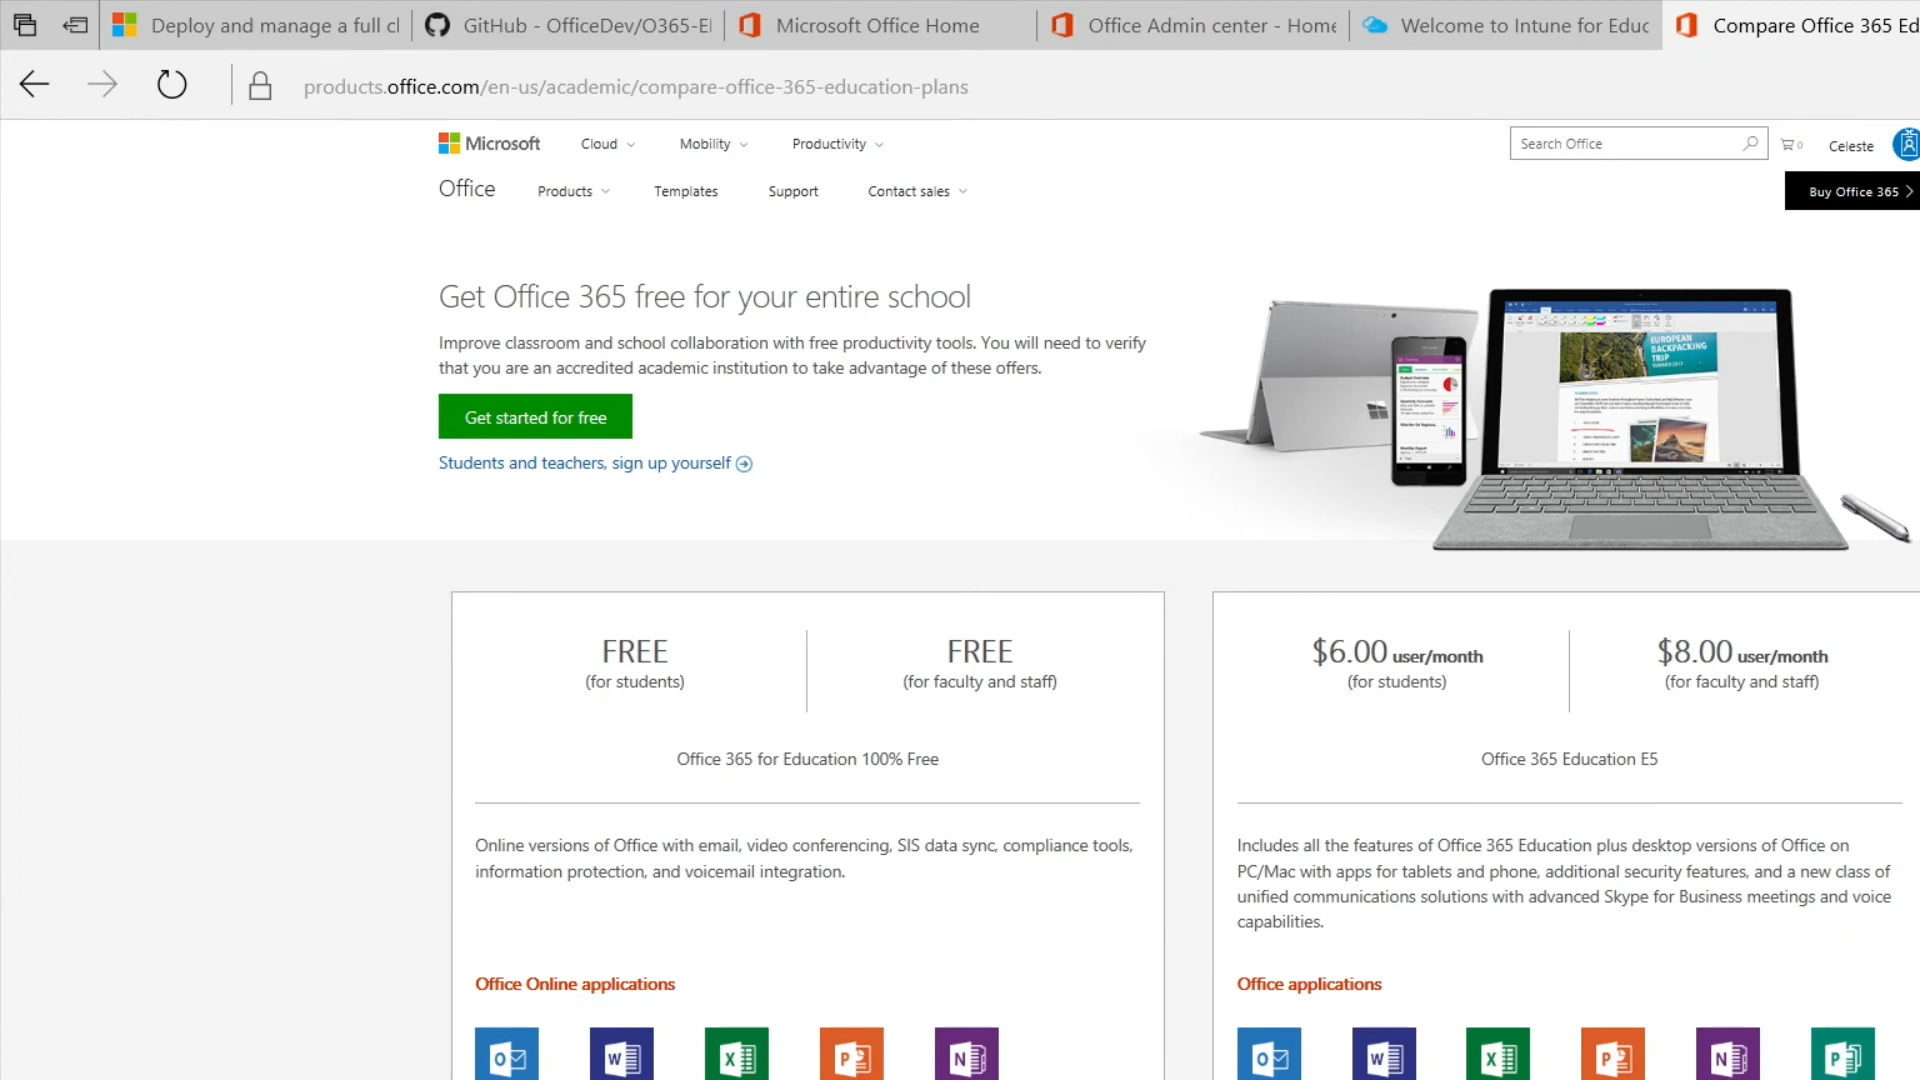 Deploy and manage a full cl
GitHub - OfficeDev/O365-El
Microsoft Office Home
Office Admin center - Home
Welcome to Intune for Educ
Compare Office 365 Ed
products.office.com/en-us/academic/compare-office-365-education-plans
Microsoft Cloud Mobility Productivity
Search Office
0
Celeste
Office Products Templates Support Contact sales
Buy Office 365
Get Office 365 free for your entire school
Improve classroom and school collaboration with free productivity tools. You will need to verify
that you are an accredited academic institution to take advantage of these offers.
Get started for free
Students and teachers, sign up yourself
EUROPEAN
BACKPACKING
TRIP
FREE
(for students)
FREE
(for faculty and staff)
Office 365 for Education 100% Free
Online versions of Office with email, video conferencing, SIS data sync, compliance tools,
information protection, and voicemail integration.
Office Online applications
$6.00 user/month
(for students)
$8.00 user/month
(for faculty and staff)
Office 365 Education E5
Includes all the features of Office 365 Education plus desktop versions of Office on
PC/Mac with apps for tablets and phone, additional security features, and a new class of
unified communications solutions with advanced Skype for Business meetings and voice
capabilities.
Office applications